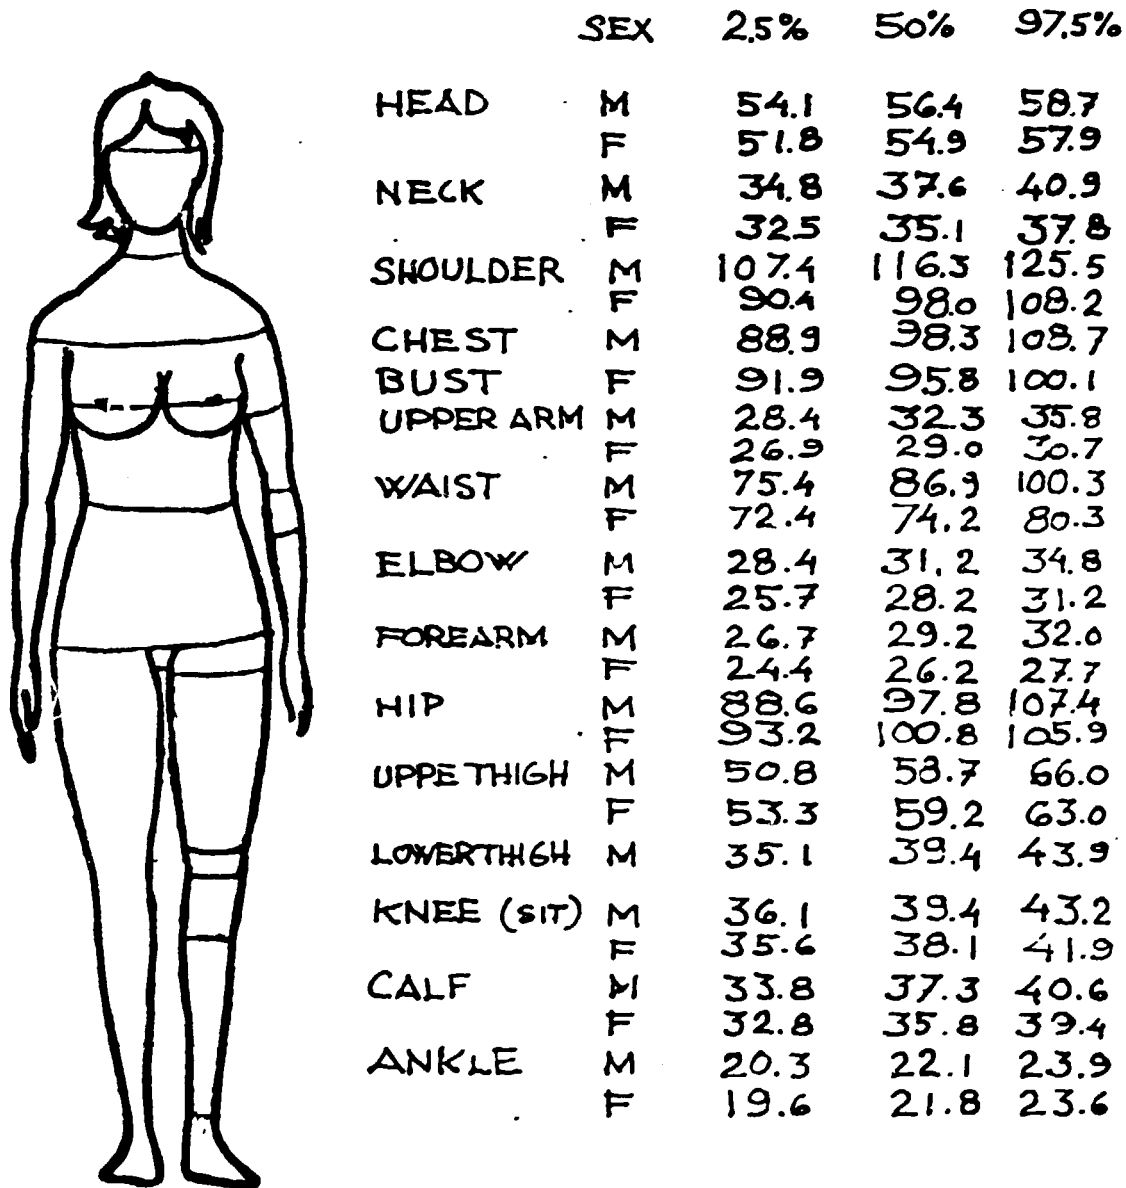 SEX 2.5% 50% 97.5%
HEAD M 54.1 56.4 58.7
F 51.8 54.9 57.9
NECK M 34.8 37.6 40.9
F 32.5 35.1 37.8
SHOULDER M 107.4 116.3 125.5
F 90.4 98.0 108.2
CHEST M 88.9 98.3 108.7
BUST F 91.9 95.8 100.1
UPPER ARM M 28.4 32.3 35.8
F 26.9 29.0 30.7
WAIST M 75.4 86.9 100.3
F 72.4 74.2 80.3
ELBOW M 28.4 31.2 34.8
F 25.7 28.2 31.2
FOREARM M 26.7 29.2 32.0
F 24.4 26.2 27.7
HIP M 88.6 97.8 107.4
F 93.2 100.8 105.9
UPPE THIGH M 50.8 58.7 66.0
F 53.3 59.2 63.0
LOWERTHIGH M 35.1 39.4 43.9
KNEE (SIT) M 36.1 39.4 43.2
F 35.6 38.1 41.9
CALF M 33.8 37.3 40.6
F 32.8 35.8 39.4
ANKLE M 20.3 22.1 23.9
F 19.6 21.8 23.6